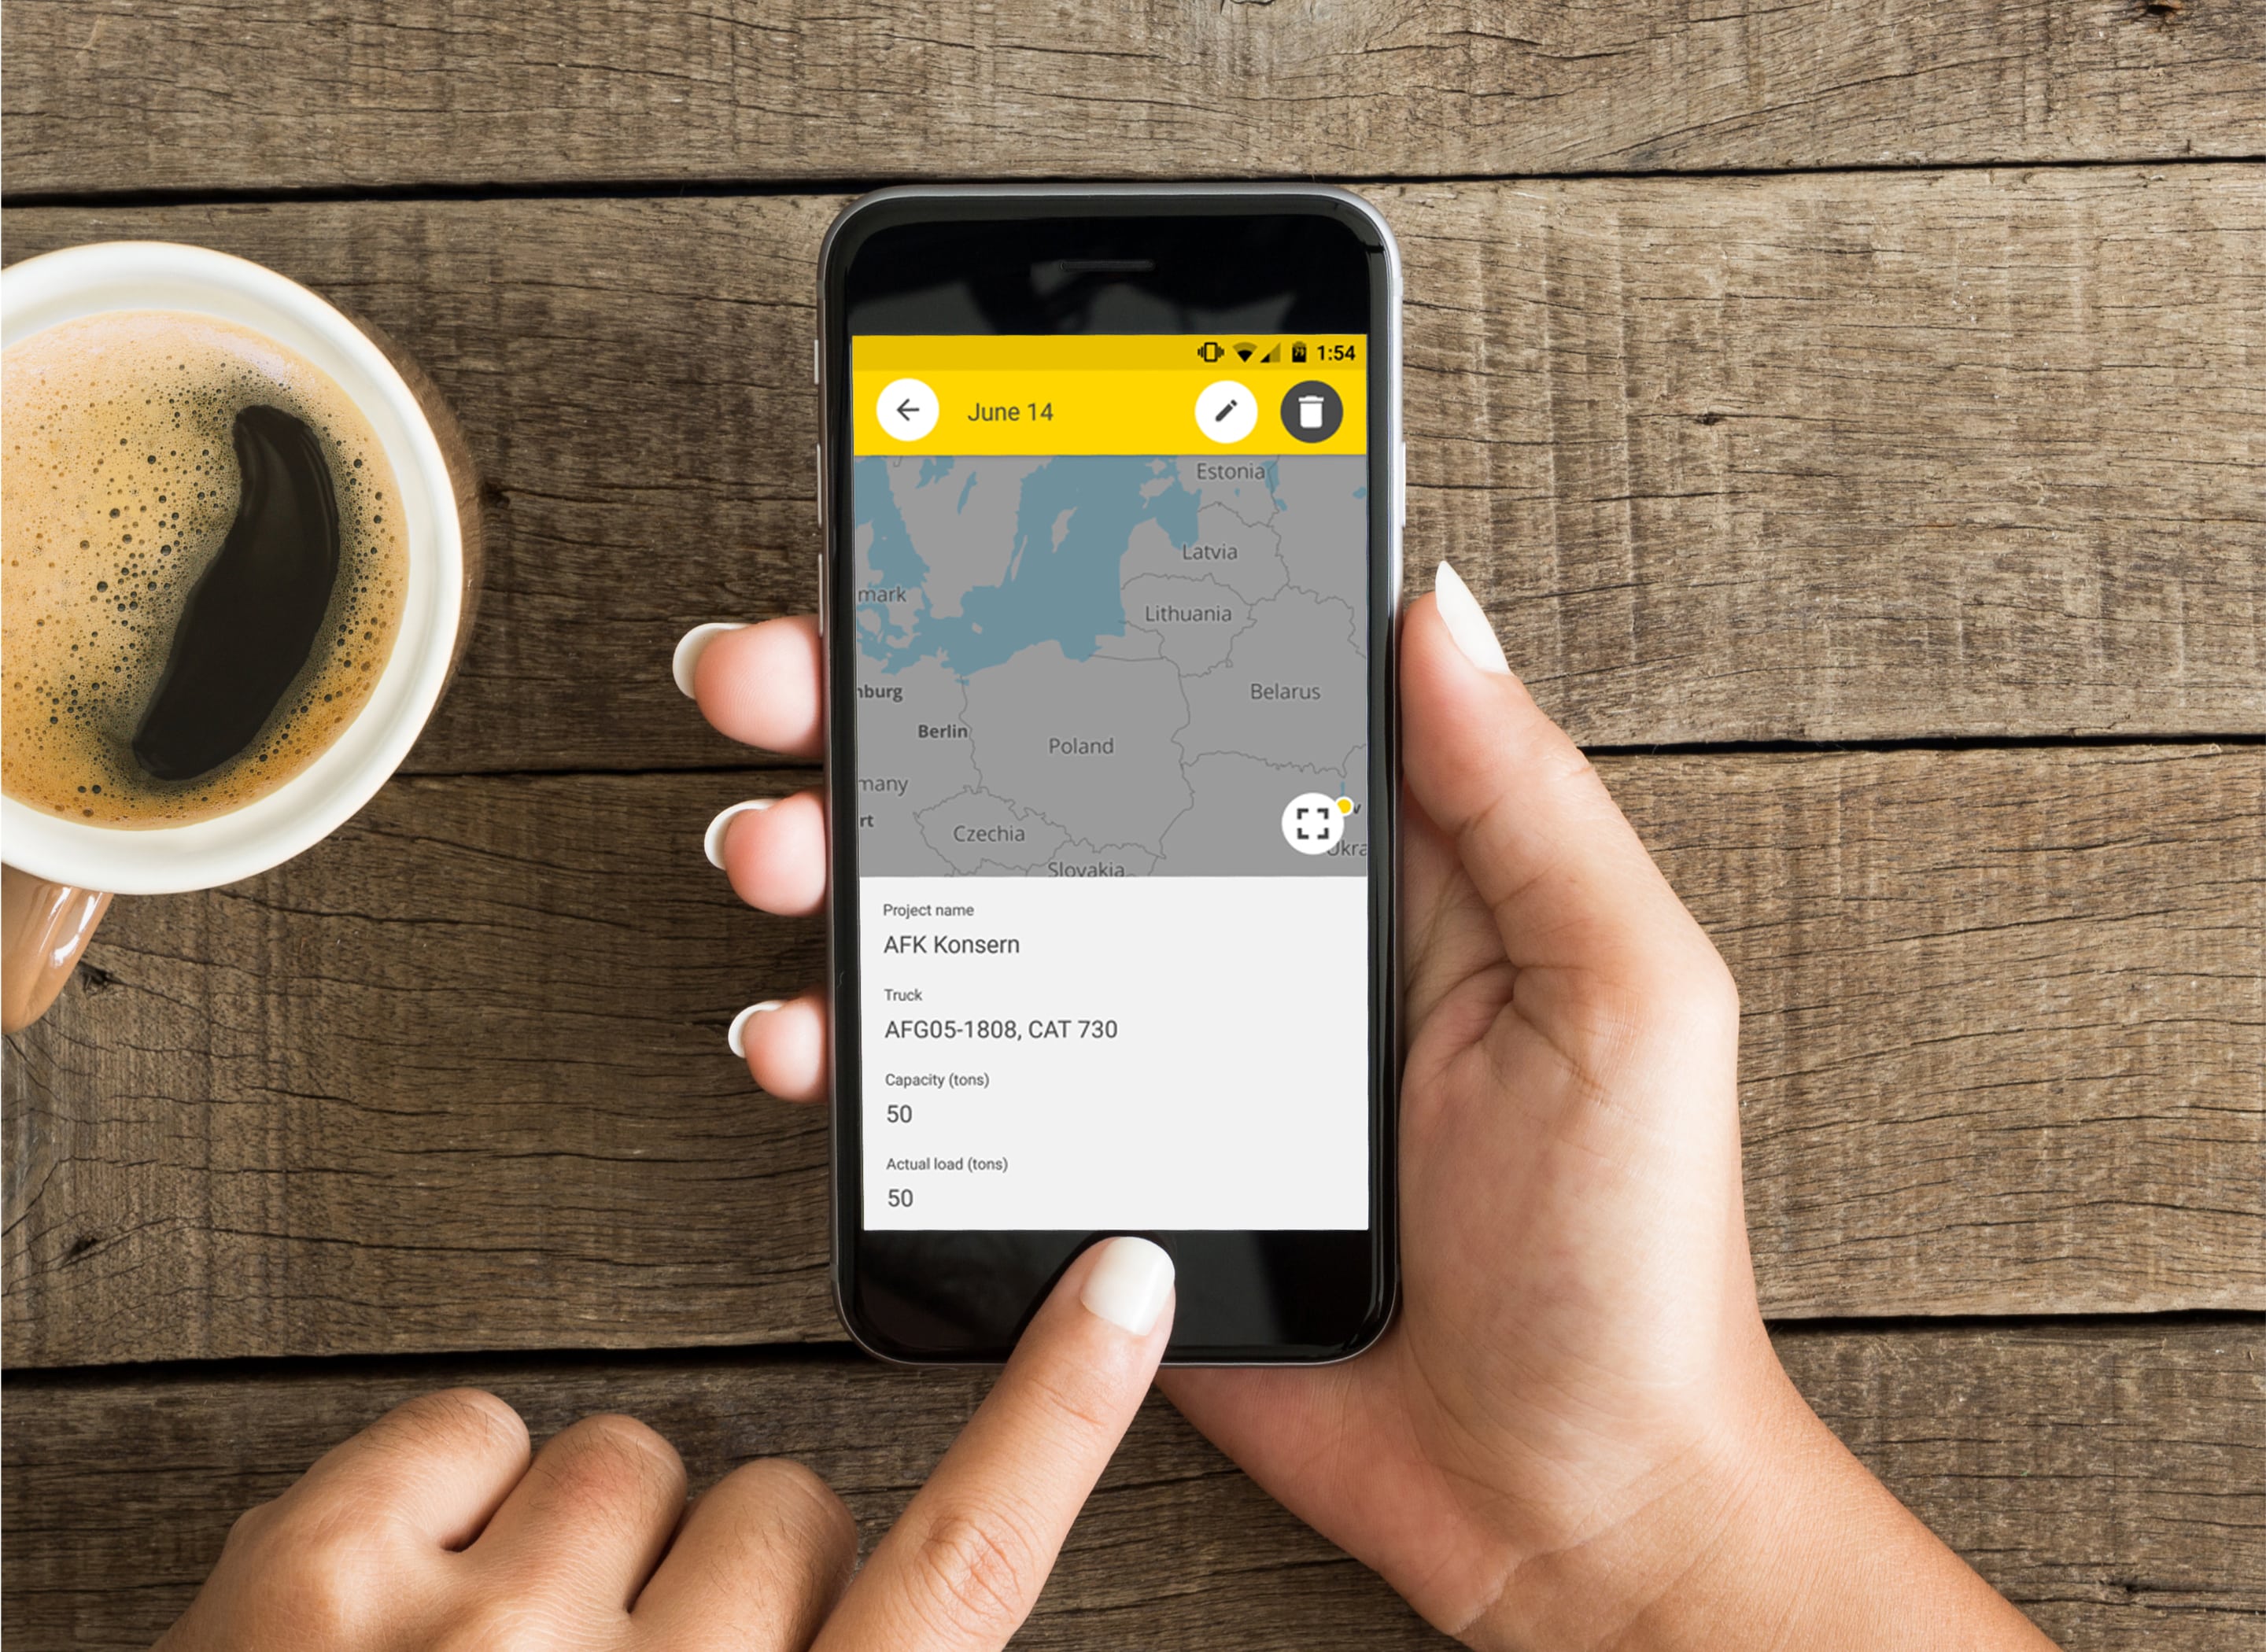 1:54
June 14
Estonia
Latvia
mark
Lithuania
nburg
Belarus
Berlin
Poland
many
v
rt
Czechia
Ukra
Slovakia
Project name
AFK Konsern
Truck
AFG05-1808, CAT 730
Capacity (tons)
50
Actual load (tons)
50